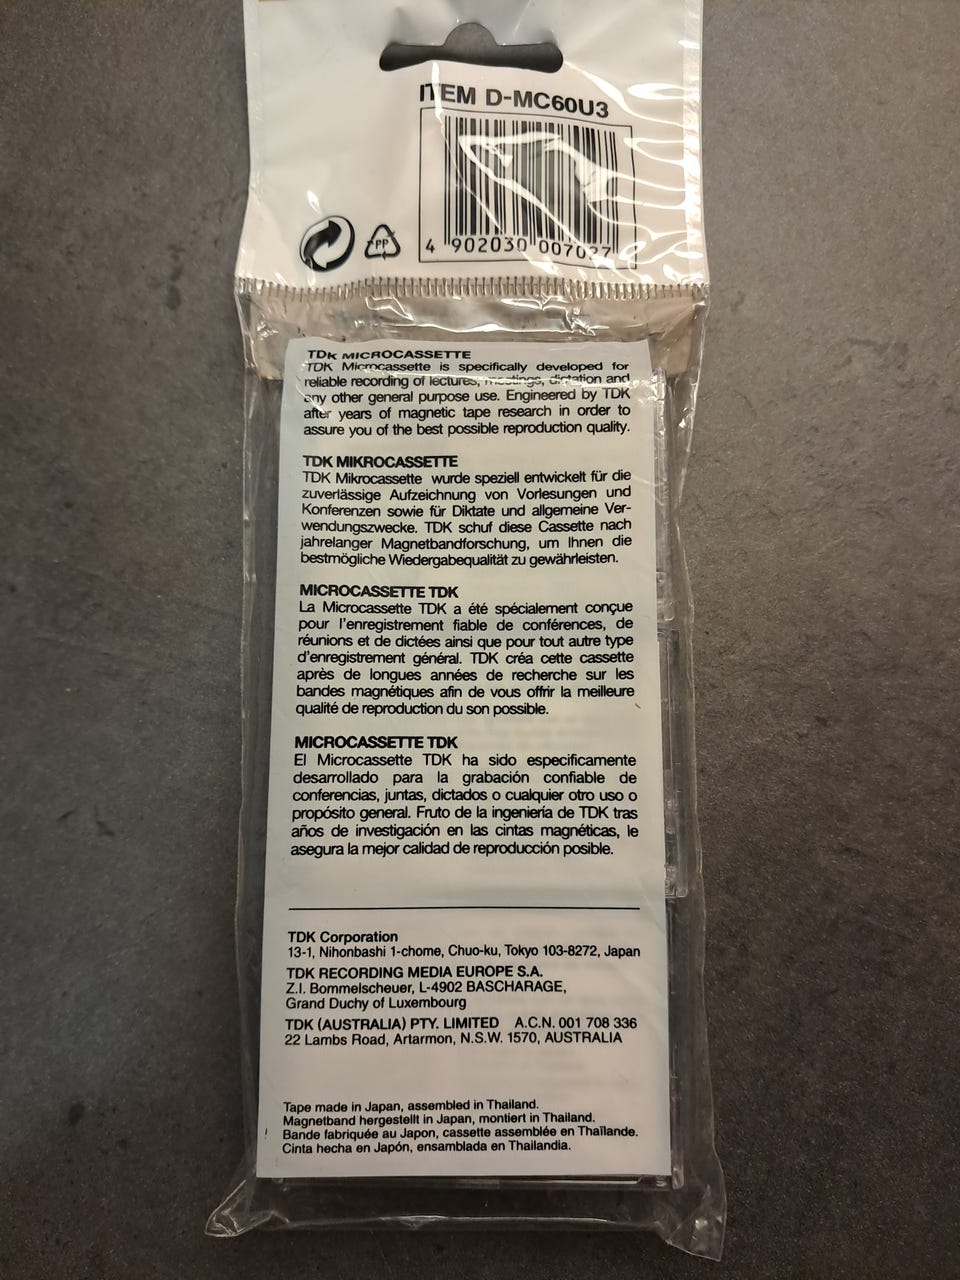 ITEM D-MC60U3
4 902030 007027
PP
TDK MICROCASSETTE
TDK Microcassette is specifically developed for
reliable recording of lectures, meetings, dictation and
any other general purpose use. Engineered by TDK
after years of magnetic tape research in order to
assure you of the best possible reproduction quality.
TDK MIKROCASSETTE
TDK Mikrocassette wurde speziell entwickelt für die
zuverlässige Aufzeichnung von Vorlesungen und
Konferenzen sowie für Diktate und allgemeine Ver-
wendungszwecke. TDK schuf diese Cassette nach
jahrelanger Magnetbandforschung, um Ihnen die
bestmögliche Wiedergabequalität zu gewährleisten.
MICROCASSETTE TDK
La Microcassette TDK a été spécialement conçue
pour l'enregistrement fiable de conférences, de
réunions et de dictées ainsi que pour tout autre type
d'enregistrement général. TDK créa cette cassette
après de longues années de recherche sur les
bandes magnétiques afin de vous offrir la meilleure
qualité de reproduction du son possible.
MICROCASSETTE TDK
El Microcassette TDK ha sido especificamente
desarrollado para la grabación confiable de
conferencias, juntas, dictados o cualquier otro uso o
propósito general. Fruto de la ingeniería de TDK tras
años de investigación en las cintas magnéticas, le
asegura la mejor calidad de reproducción posible.
TDK Corporation
13-1, Nihonbashi 1-chome, Chuo-ku, Tokyo 103-8272, Japan
TDK RECORDING MEDIA EUROPE S.A.
Z.I. Bommelscheuer, L-4902 BASCHARAGE,
Grand Duchy of Luxembourg
TDK (AUSTRALIA) PTY. LIMITED A.C.N. 001 708 336
22 Lambs Road, Artarmon, N.S.W. 1570, AUSTRALIA
Tape made in Japan, assembled in Thailand.
Magnetband hergestellt in Japan, montiert in Thailand.
Bande fabriquée au Japon, cassette assemblée en Thaïlande.
Cinta hecha en Japón, ensamblada en Thailandia.